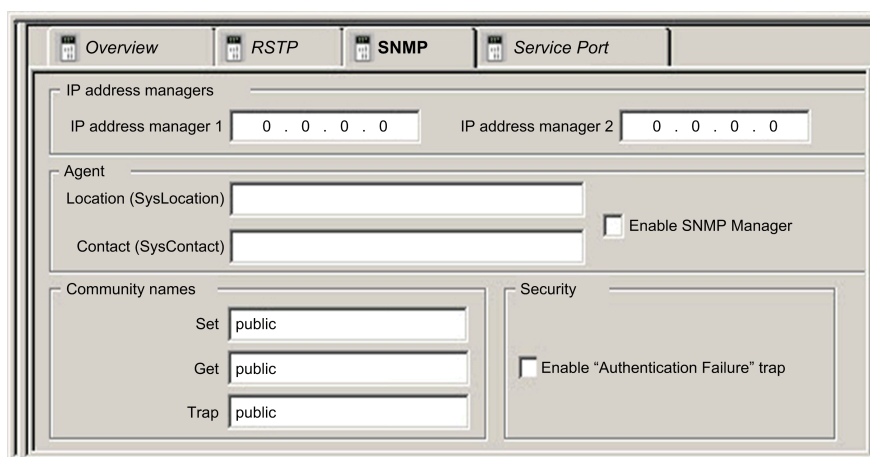 Overview RSTP SNMP Service Port
IP address managers
IP address manager 1 0 . 0 . 0 . 0 IP address manager 2 0 . 0 . 0 . 0
Agent
Location (SysLocation)
Enable SNMP Manager
Contact (SysContact)
Community names Security
Set public
Get public Enable “Authentication Failure” trap
Trap public